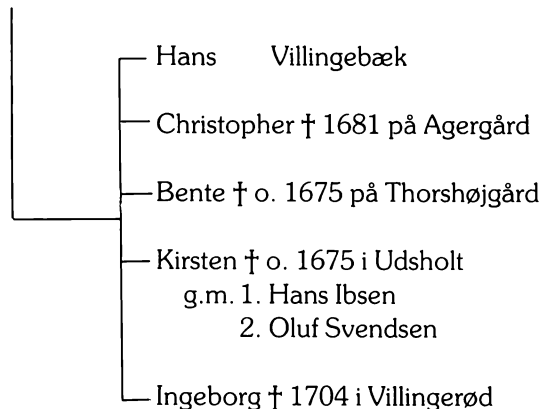 Hans Villingebæk
Christopher † 1681 på Agergård
Bente † o. 1675 på Thorshøjgård
Kirsten † o. 1675 i Udsholt
g.m. 1. Hans Ibsen
2. Oluf Svendsen
Ingeborg † 1704 i Villingerød